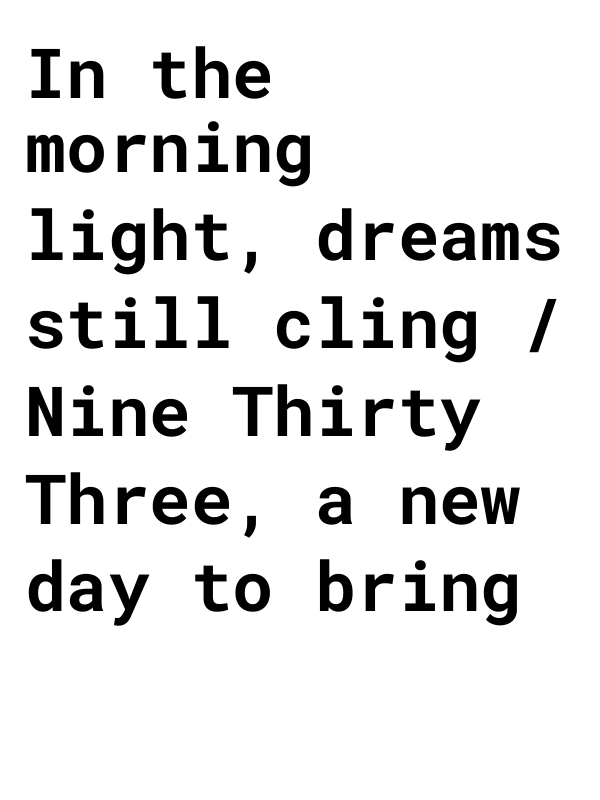 In the
morning
light, dreams
still cling /
Nine Thirty
Three, a new
day to bring